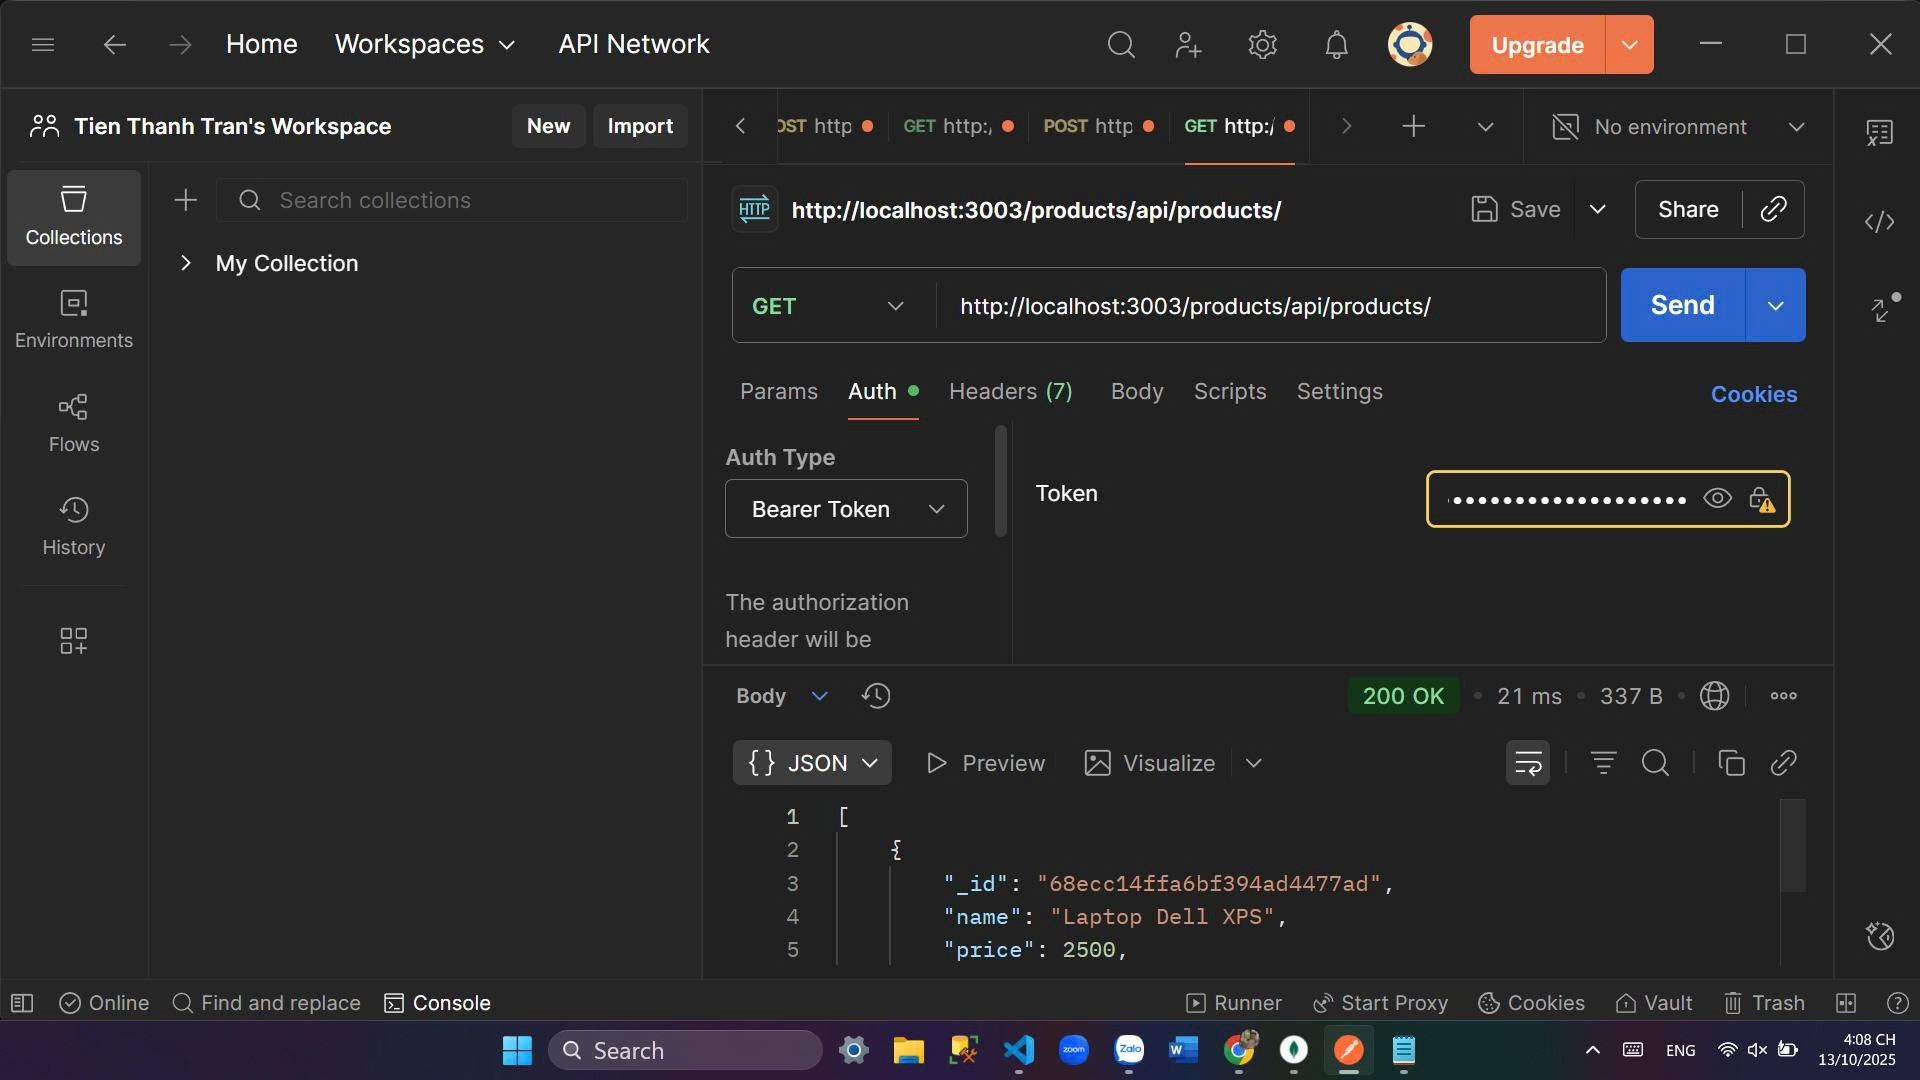 Home
Workspaces
API Network
Upgrade
Tien Thanh Tran's Workspace
New
Import
OST http
GET http:/
POST http
GET http:/
No environment
Collections
Search collections
My Collection
Environments
Flows
History
HTTP
http://localhost:3003/products/api/products/
Save
Share
GET
http://localhost:3003/products/api/products/
Send
Params
Auth
Headers (7)
Body
Scripts
Settings
Cookies
Auth Type
Bearer Token
The authorization
header will be
Token
Body
200 OK
21 ms
337 B
{} JSON
Preview
Visualize
1 [
2 {
3 "_id": "68ecc14ffa6bf394ad4477ad",
4 "name": "Laptop Dell XPS",
5 "price": 2500,
Online
Find and replace
Console
Runner
Start Proxy
Cookies
Vault
Trash
Search
zoom
Zalo
W
ENG
4:08 CH
13/10/2025